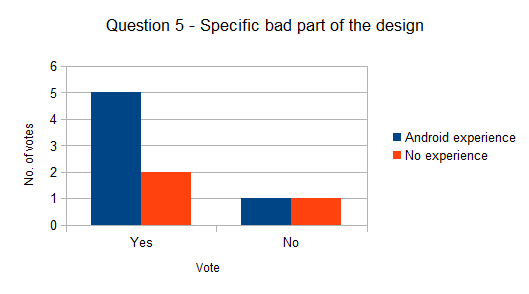 Question 5 - Specific bad part of the design
6
5
4
3
2
1
0
No. of votes
Yes
No
Vote
Android experience
No experience